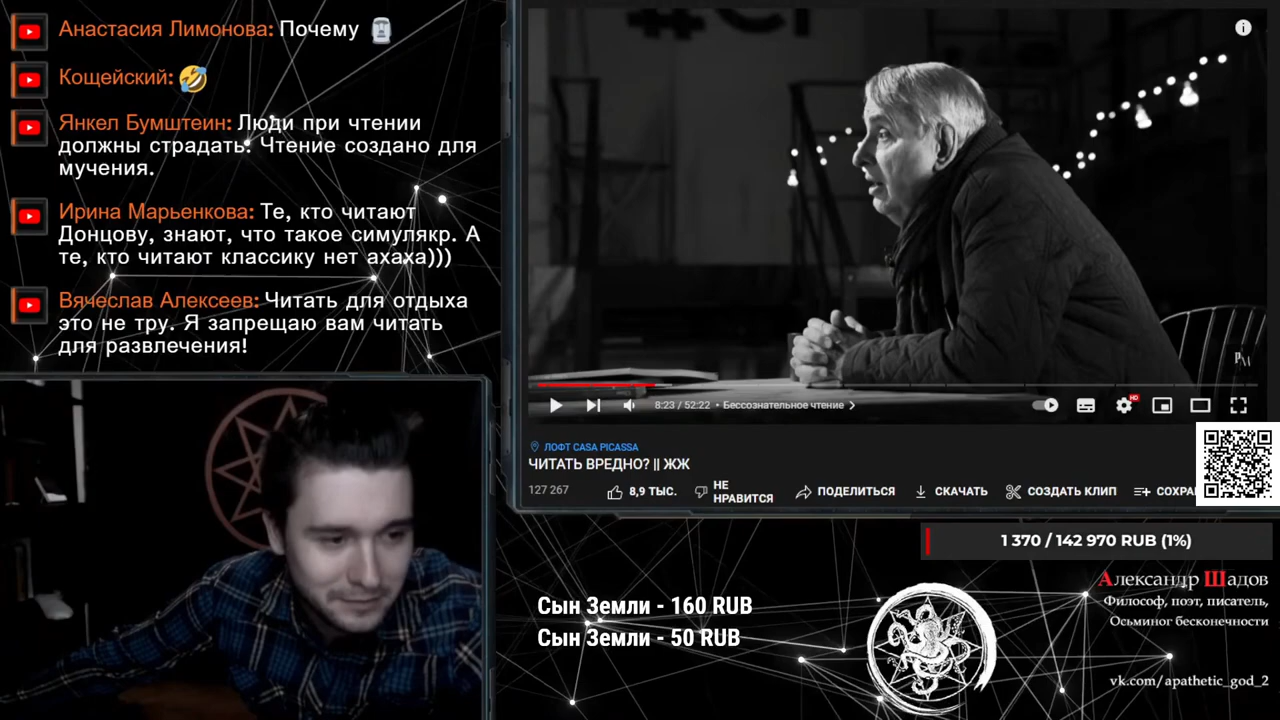 Анастасия Лимонова: Почему 🗿
Кощейский: 🤣
Янкел Бумштеин: Люди при чтении
должны страдать. Чтение создано для
мучения.
Ирина Марьенкова: Те, кто читают
Донцову, знают, что такое симулякр. А
те, кто читают классику нет ахаха)))
Вячеслав Алексеев: Читать для отдыха
это не тру. Я запрещаю вам читать
для развлечения!
8:23 / 52:22 • Бессознательное чтение
HD
ЛОФТ CASA PICASSA
ЧИТАТЬ ВРЕДНО? || ЖЖ
127 267
8,9 ТЫС.
НЕ
НРАВИТСЯ
ПОДЕЛИТЬСЯ
СКАЧАТЬ
СОЗДАТЬ КЛИП
1 370 / 142 970 RUB (1%)
Сын Земли - 160 RUB
Сын Земли - 50 RUB
Александр Шадов
Философ, поэт, писатель,
Осьминог бесконечности
vk.com/apathetic_god_2